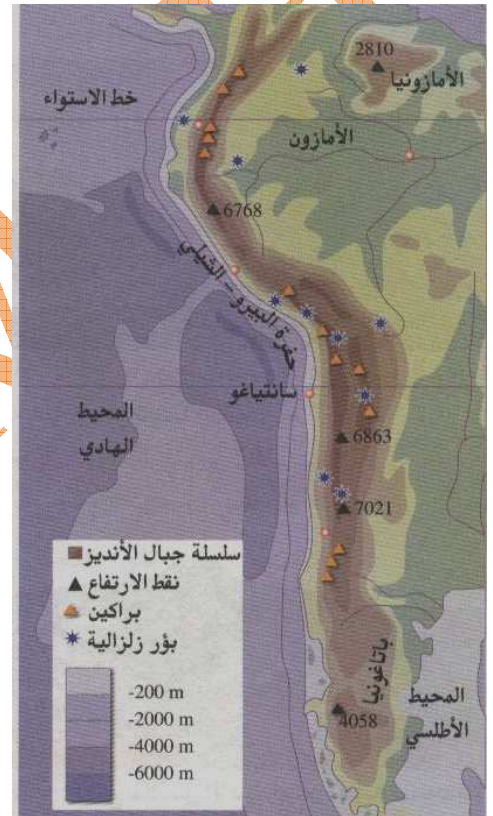 2810
الأمازونيا
خط الاستواء
الأمازون
6768
حفرة البيرو - الشيلي
سانتياغو
المحيط
الهادي
6863
7021
سلسلة جبال الأنديز
نقط الارتفاع
براكين
بؤر زلزالية
-200 m
-2000 m
-4000 m
-6000 m
باتاغونيا
4058
المحيط
الأطلسي